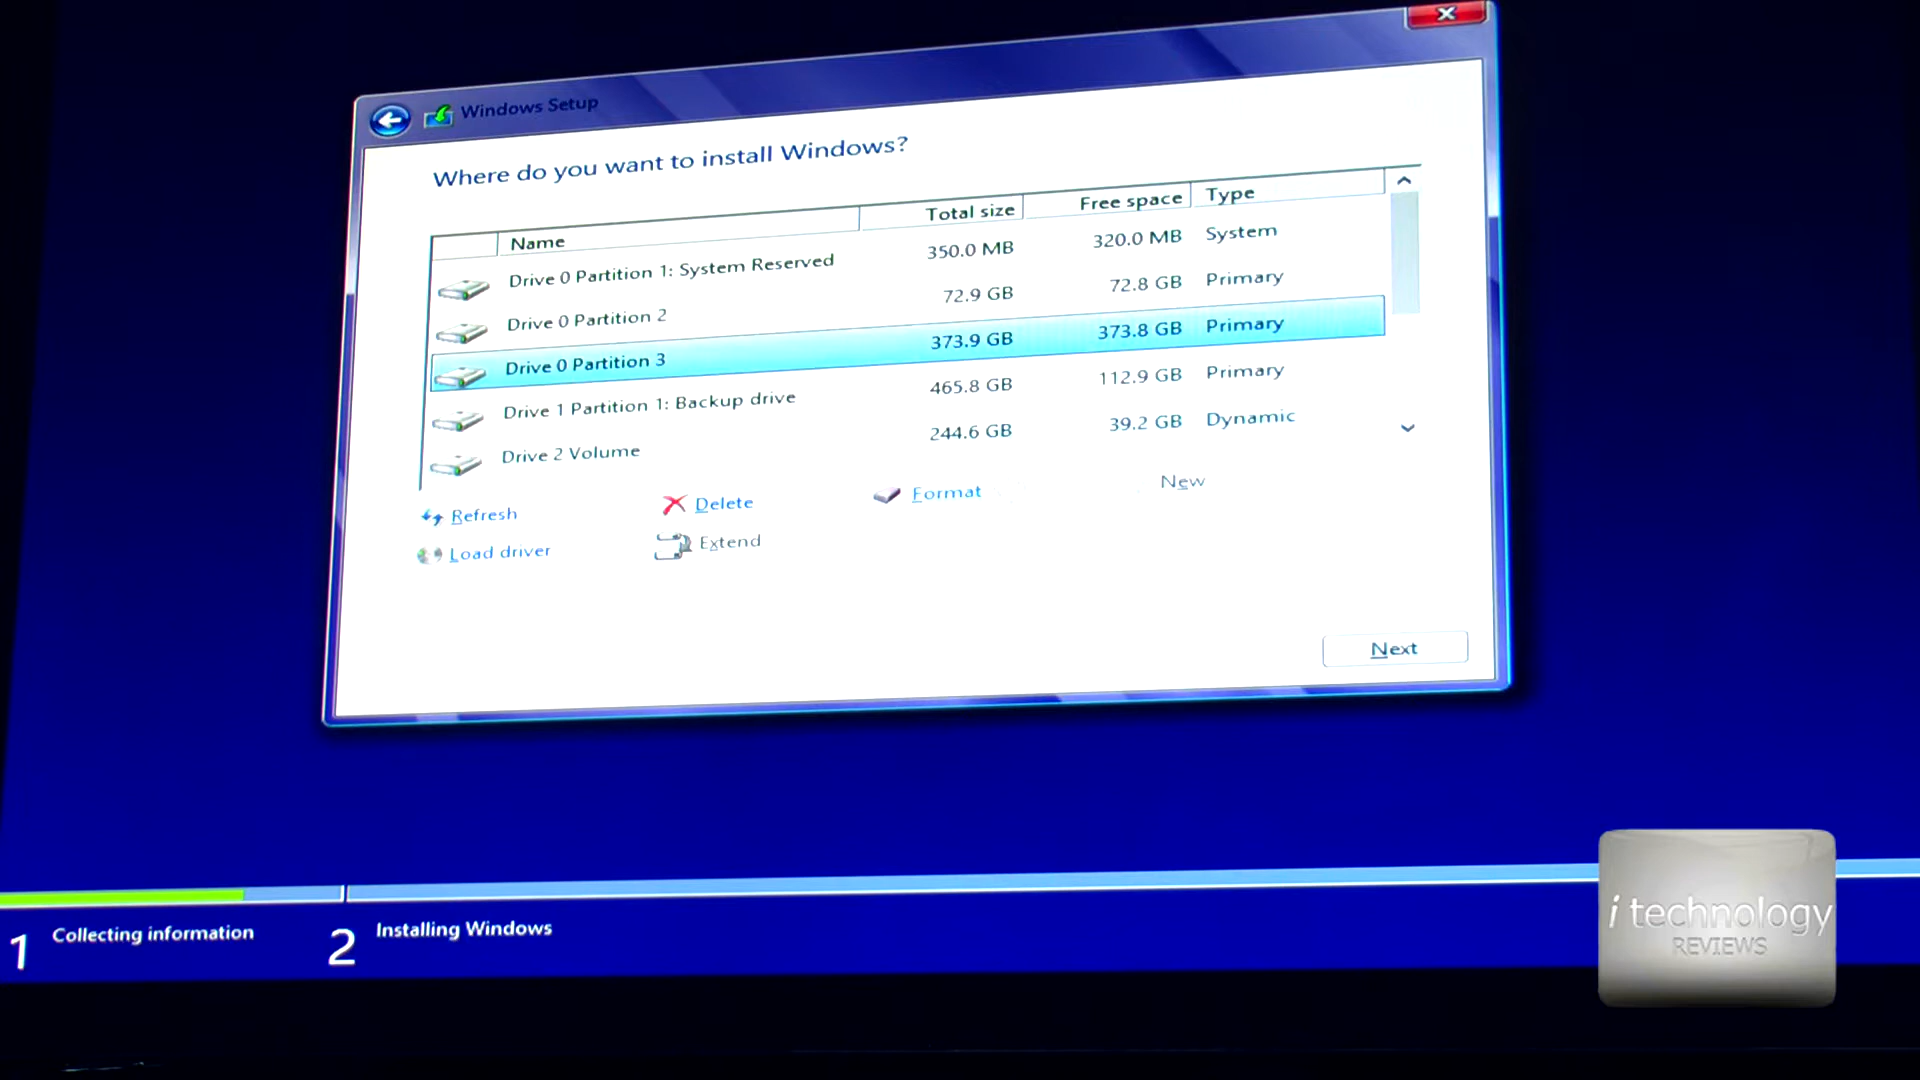 Windows Setup
Where do you want to install Windows?
Name Total size Free space Type
Drive 0 Partition 1: System Reserved 350.0 MB 320.0 MB System
Drive 0 Partition 2 72.9 GB 72.8 GB Primary
Drive 0 Partition 3 373.9 GB 373.8 GB Primary
Drive 1 Partition 1: Backup drive 465.8 GB 112.9 GB Primary
Drive 2 Volume 244.6 GB 39.2 GB Dynamic
Refresh Delete Format New
Load driver Extend
Next
1 Collecting information 2 Installing Windows
i technology
REVIEWS